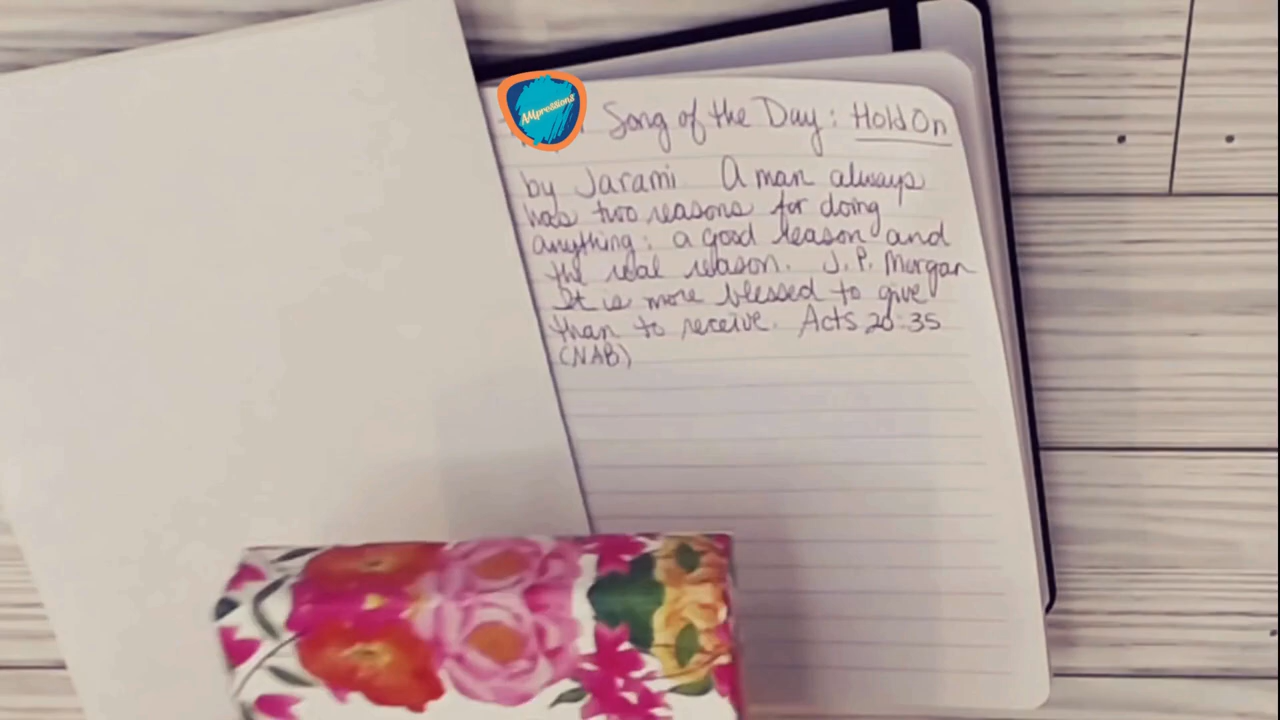 AMpressions
Song of the Day: Hold On
by Jarami A man always
has two reasons for doing
anything: a good reason and
the real reason. J. P. Morgan
It is more blessed to give
than to receive. Acts 20:35
(NAB)